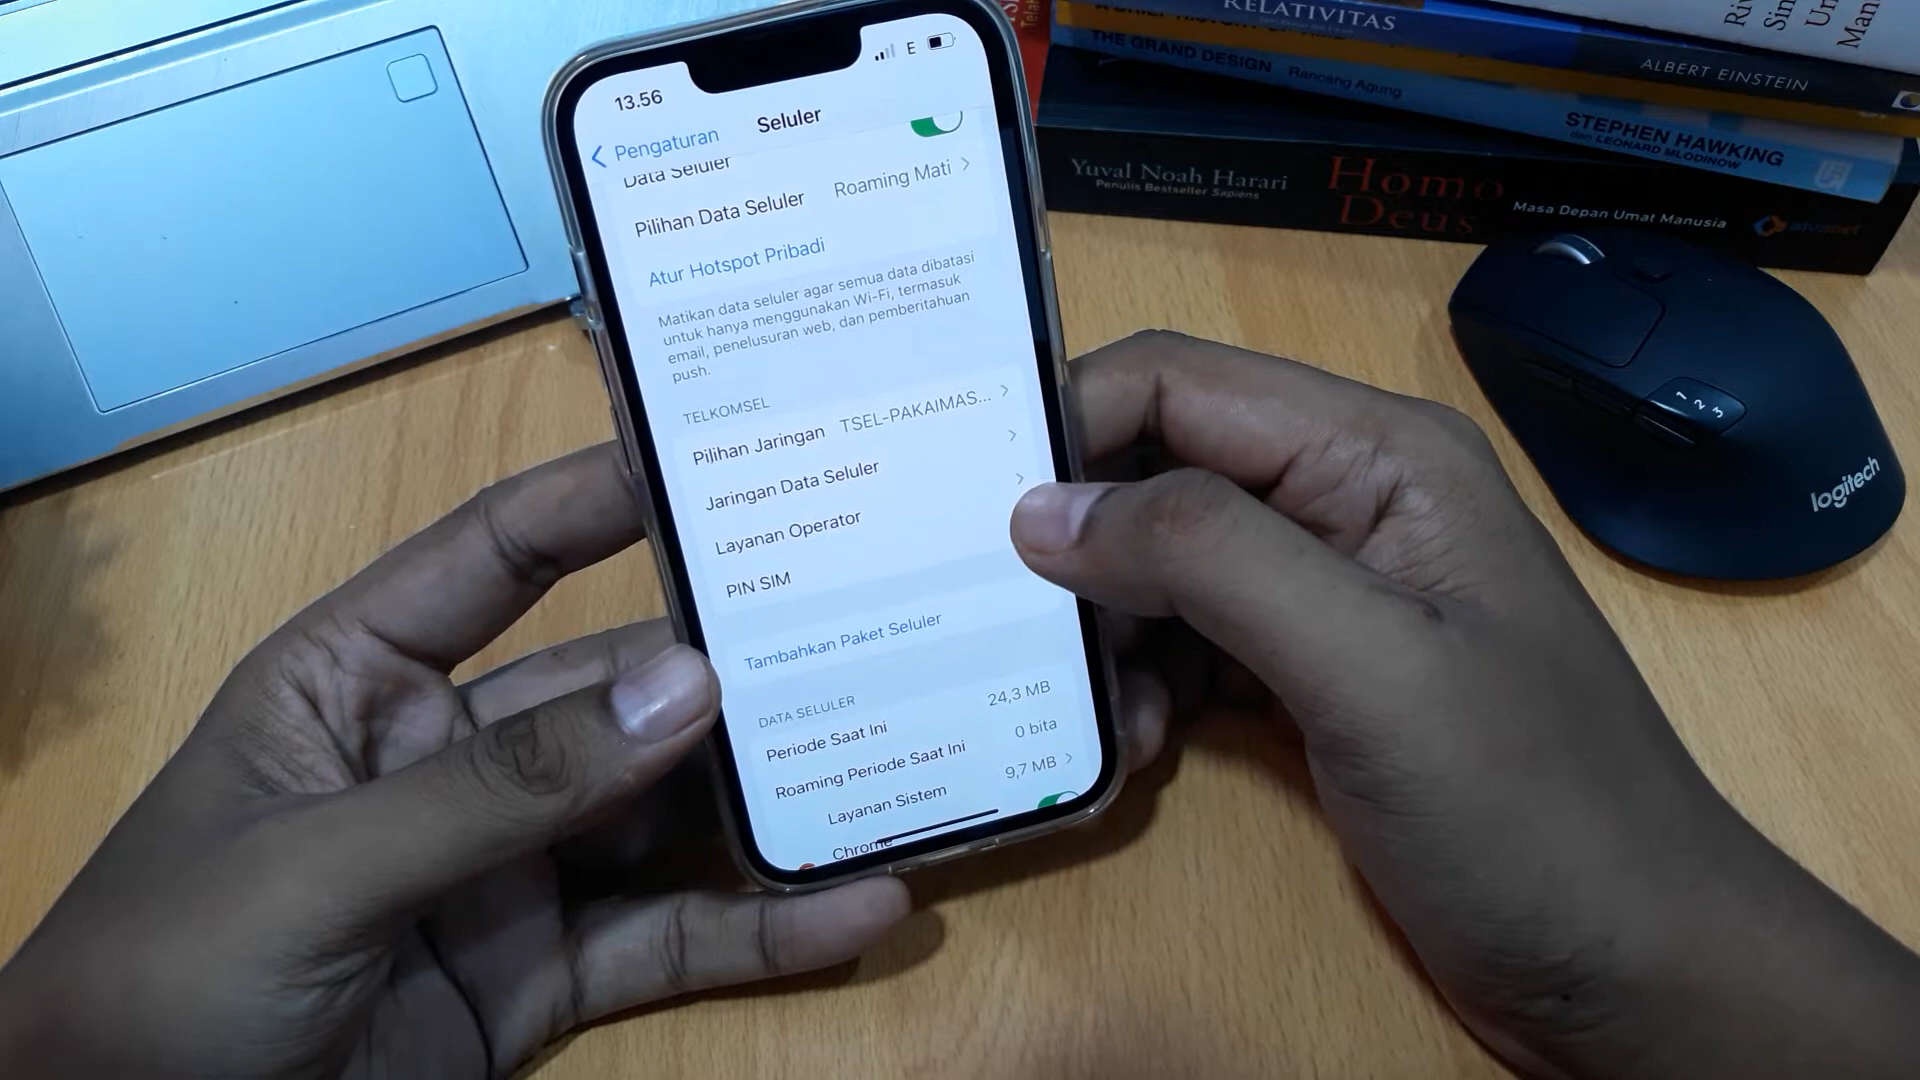 13.56
E
Pengaturan
Seluler
Data Seluler
Pilihan Data Seluler
Roaming Mati
Atur Hotspot Pribadi
Matikan data seluler agar semua data dibatasi
untuk hanya menggunakan Wi-Fi, termasuk
email, penelusuran web, dan pemberitahuan
push.
TELKOMSEL
Pilihan Jaringan
TSEL-PAKAIMAS...
Jaringan Data Seluler
Layanan Operator
PIN SIM
Tambahkan Paket Seluler
DATA SELULER
Periode Saat Ini
24,3 MB
Roaming Periode Saat Ini
0 bita
Layanan Sistem
9,7 MB
Chrome
RELATIVITAS
ALBERT EINSTEIN
THE GRAND DESIGN
Rancang Agung
STEPHEN HAWKING
dan LEONARD MLODINOW
Yuval Noah Harari
Penulis Bestseller Sapiens
Homo
Deus
Masa Depan Umat Manusia
1
2
3
logitech